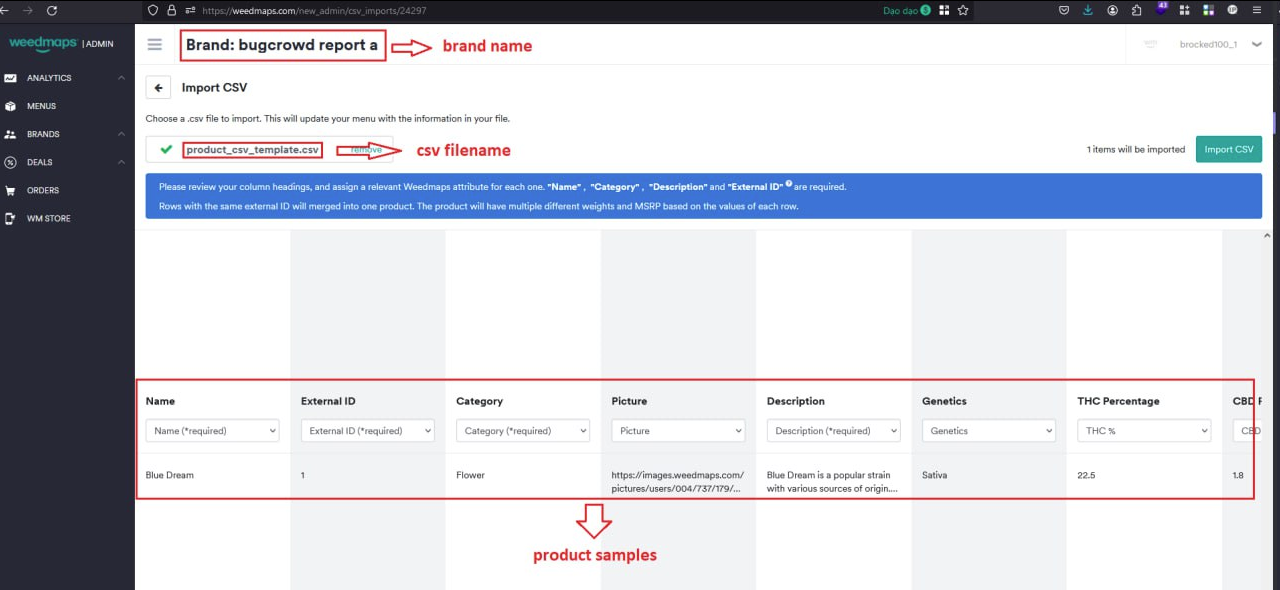 https://weedmaps.com/new_admin/csv_imports/24297
Dạo dạo
43
weedmaps | ADMIN
Brand: bugcrowd report a
brand name
brocked100_1
ANALYTICS
MENUS
BRANDS
DEALS
ORDERS
WM STORE
Import CSV
Choose a .csv file to import. This will update your menu with the information in your file.
product_csv_template.csv
remove
csv filename
1 items will be imported
Import CSV
Please review your column headings, and assign a relevant Weedmaps attribute for each one. "Name" , "Category" , "Description" and "External ID" ? are required.
Rows with the same external ID will merged into one product. The product will have multiple different weights and MSRP based on the values of each row.
Name External ID Category Picture Description Genetics THC Percentage CBD P
Name (*required) External ID (*required) Category (*required) Picture Description (*required) Genetics THC % CBD
Blue Dream 1 Flower https://images.weedmaps.com/ Blue Dream is a popular strain Sativa 22.5 1.8
pictures/users/004/737/179/... with various sources of origin....
product samples